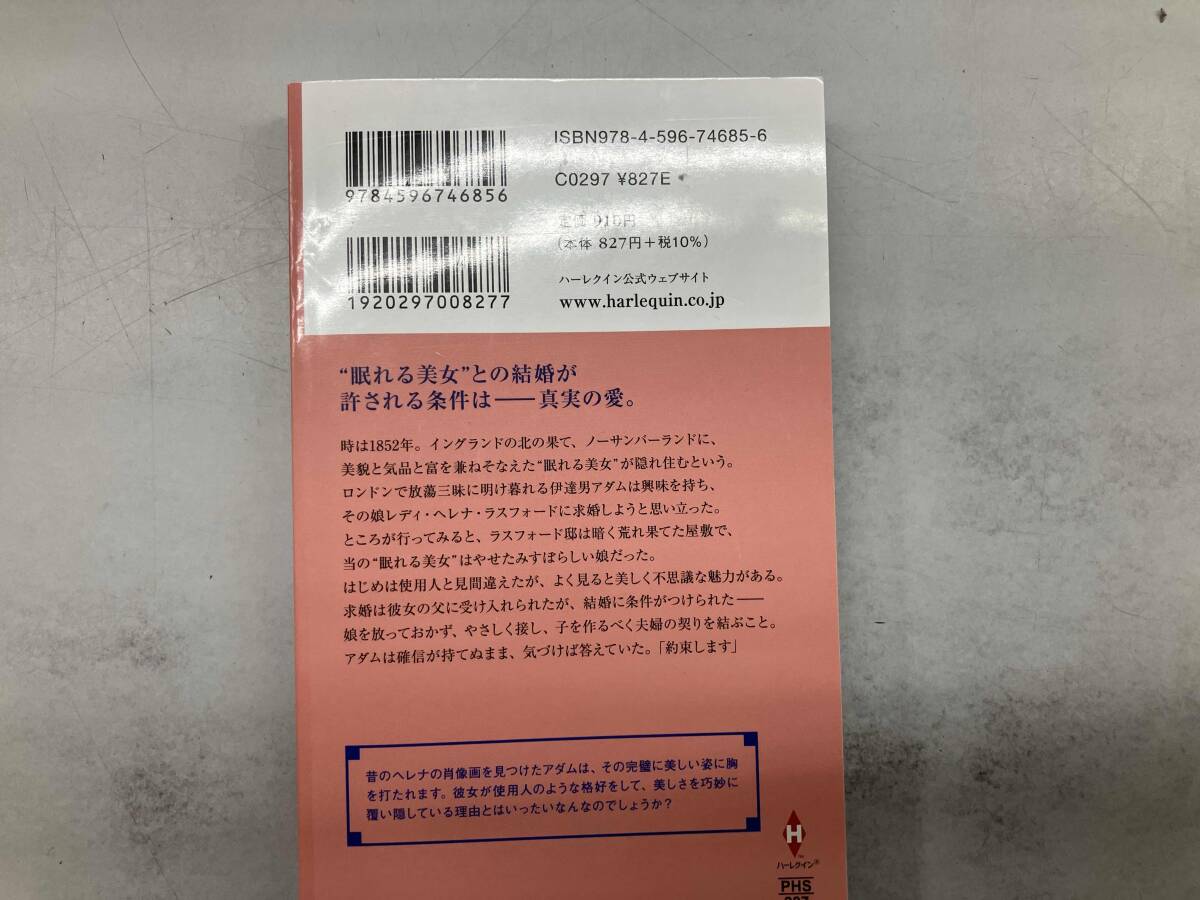 ISBN978-4-596-74685-6
9784596746856
C0297 ¥827E
定価 910円
(本体 827円+税10%)
1920297008277
ハーレクイン公式ウェブサイト
www.harlequin.co.jp
“眠れる美女”との結婚が
許される条件は――真実の愛。
時は1852年。イングランドの北の果て、ノーサンバーランドに、
美貌と気品と富を兼ねそなえた“眠れる美女”が隠れ住むという。
ロンドンで放蕩三昧に明け暮れる伊達男アダムは興味を持ち、
その娘レディ・ヘレナ・ラスフォードに求婚しようと思い立った。
ところが行ってみると、ラスフォード邸は暗く荒れ果てた屋敷で、
当の“眠れる美女”はやせたみすぼらしい娘だった。
はじめは使用人と見間違えたが、よく見ると美しく不思議な魅力がある。
求婚は彼女の父に受け入れられたが、結婚に条件がつけられた――
娘を放っておかず、やさしく接し、子を作るべく夫婦の契りを結ぶこと。
アダムは確信が持てぬまま、気づけば答えていた。「約束します」
昔のヘレナの肖像画を見つけたアダムは、その完璧に美しい姿に胸
を打たれます。彼女が使用人のような格好をして、美しさを巧妙に
覆い隠している理由とはいったいなんなのでしょうか?
H
TM
ハーレクイン®
PHS